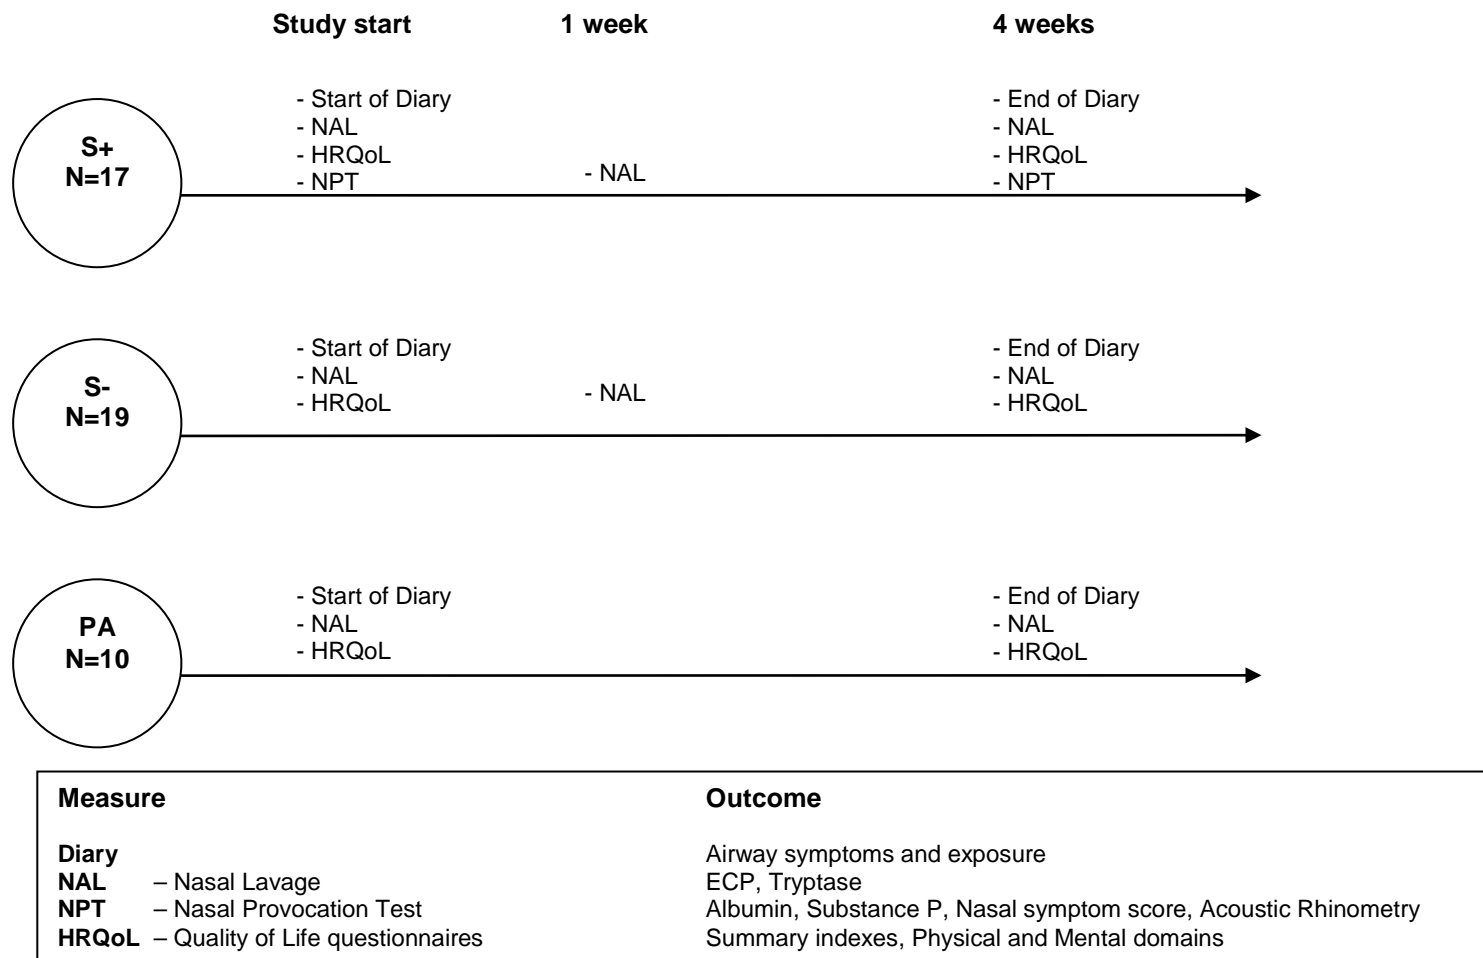 Study start 1 week 4 weeks
S+
N=17
- Start of Diary
- NAL
- HRQoL
- NPT
- NAL
- End of Diary
- NAL
- HRQoL
- NPT
S-
N=19
- Start of Diary
- NAL
- HRQoL
- NAL
- End of Diary
- NAL
- HRQoL
PA
N=10
- Start of Diary
- NAL
- HRQoL
- End of Diary
- NAL
- HRQoL
Measure Outcome
Diary Airway symptoms and exposure
NAL – Nasal Lavage ECP, Tryptase
NPT – Nasal Provocation Test Albumin, Substance P, Nasal symptom score, Acoustic Rhinometry
HRQoL – Quality of Life questionnaires Summary indexes, Physical and Mental domains